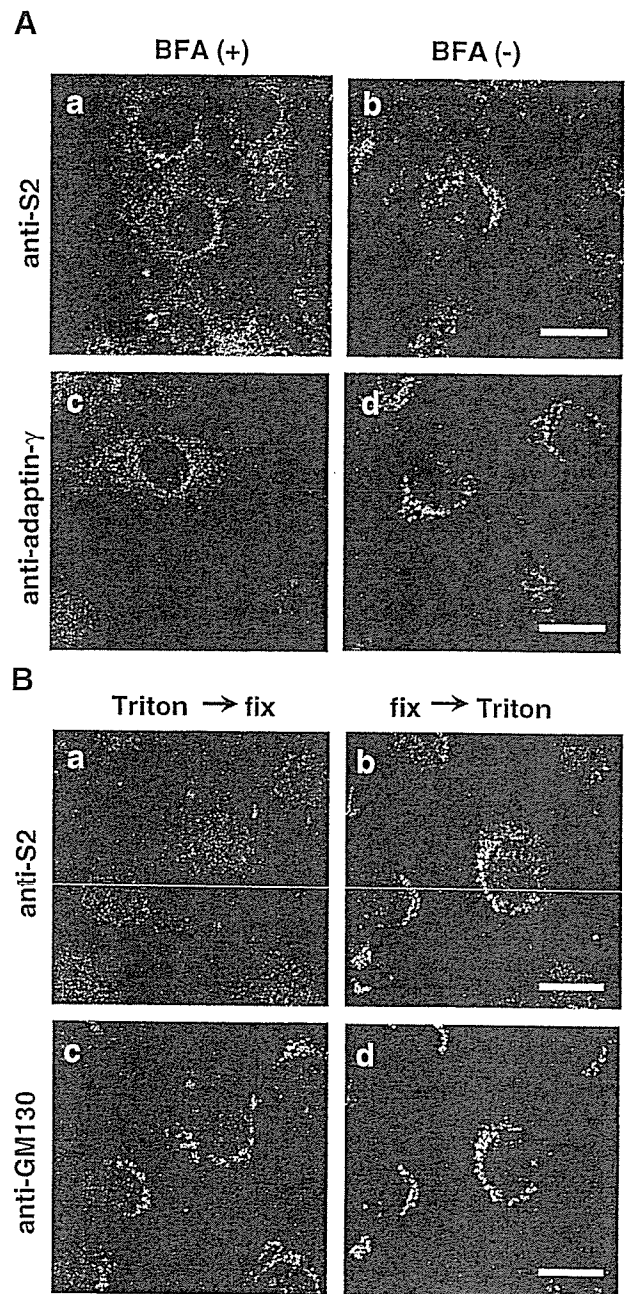 A
BFA (+) BFA (-)
anti-S2
a b
anti-adaptin-γ
c d
B
Triton → fix fix → Triton
anti-S2
a b
anti-GM130
c d